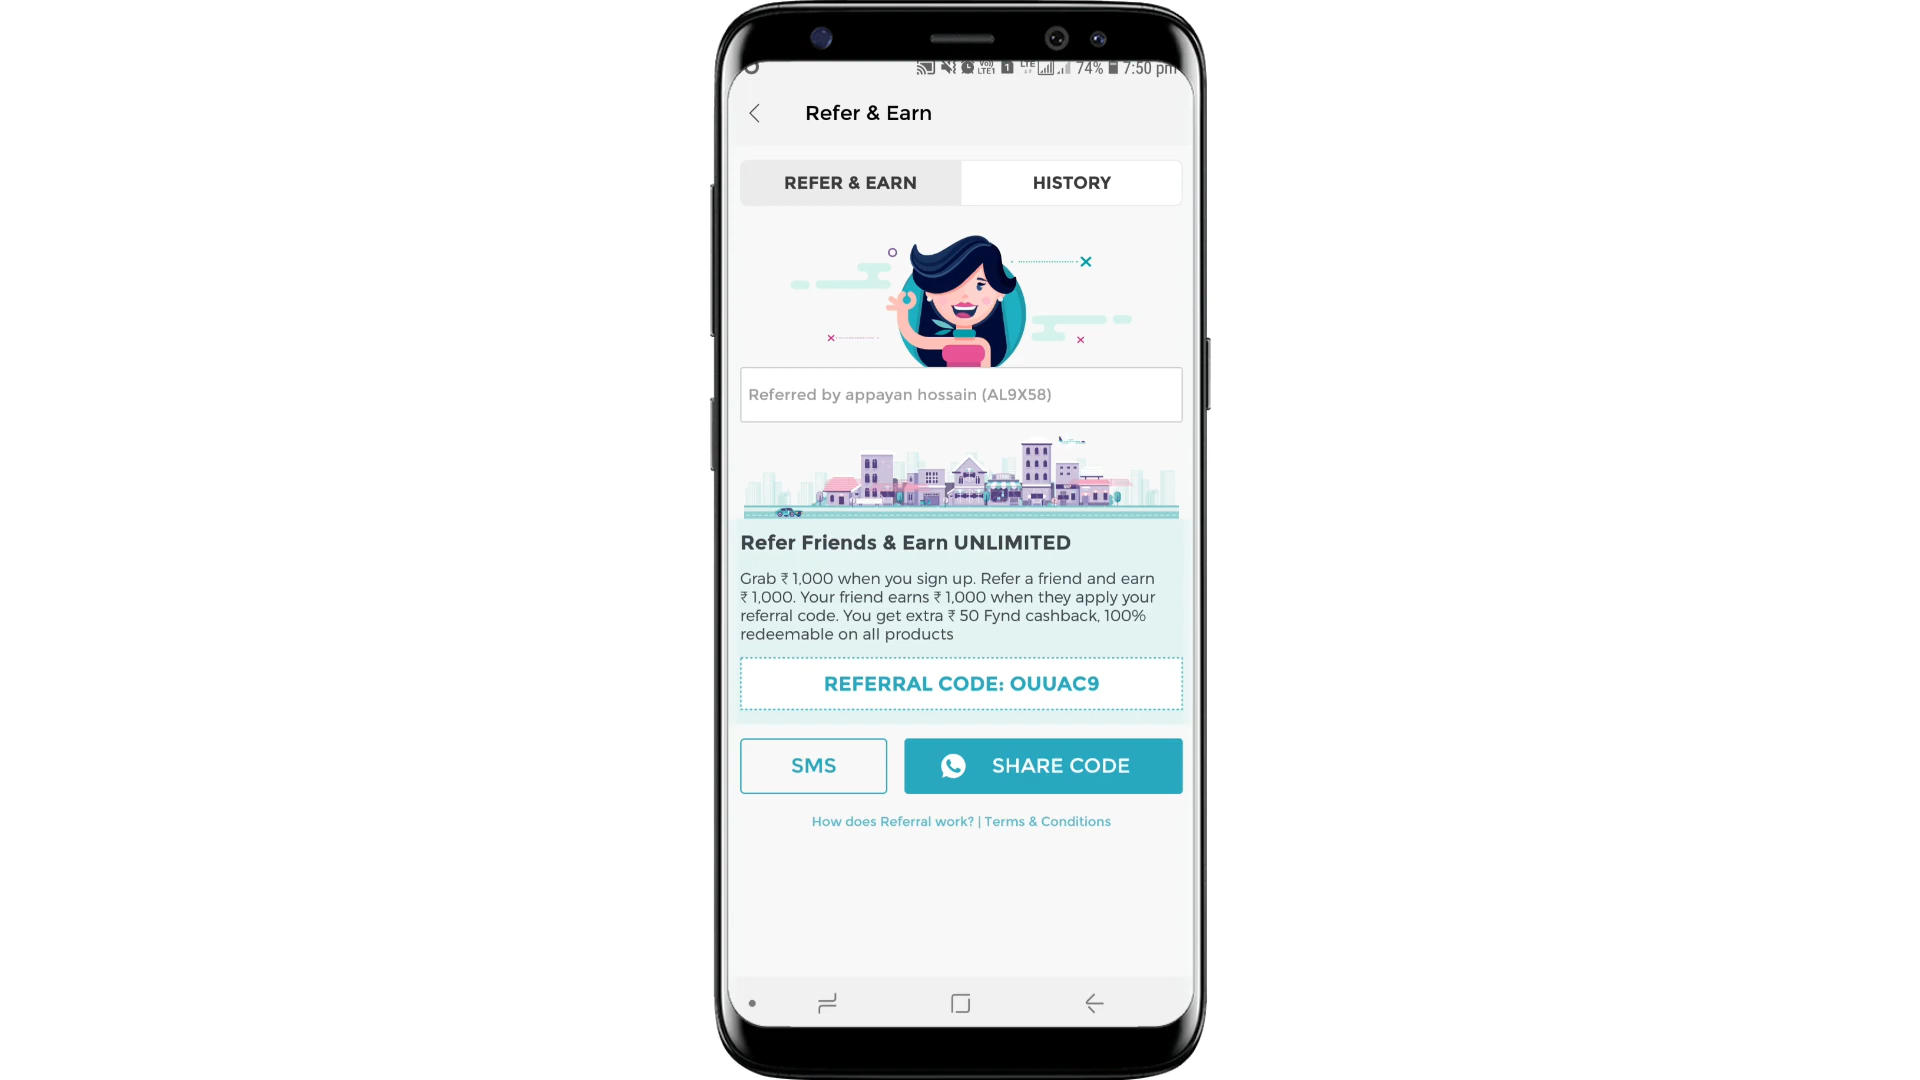 VoLTE1 1 LTE 74% 7:50 pm
Refer & Earn
REFER & EARN HISTORY
Referred by appayan hossain (AL9X58)
Refer Friends & Earn UNLIMITED
Grab ₹ 1,000 when you sign up. Refer a friend and earn
₹ 1,000. Your friend earns ₹ 1,000 when they apply your
referral code. You get extra ₹ 50 Fynd cashback, 100%
redeemable on all products
REFERRAL CODE: OUUAC9
SMS SHARE CODE
How does Referral work? | Terms & Conditions